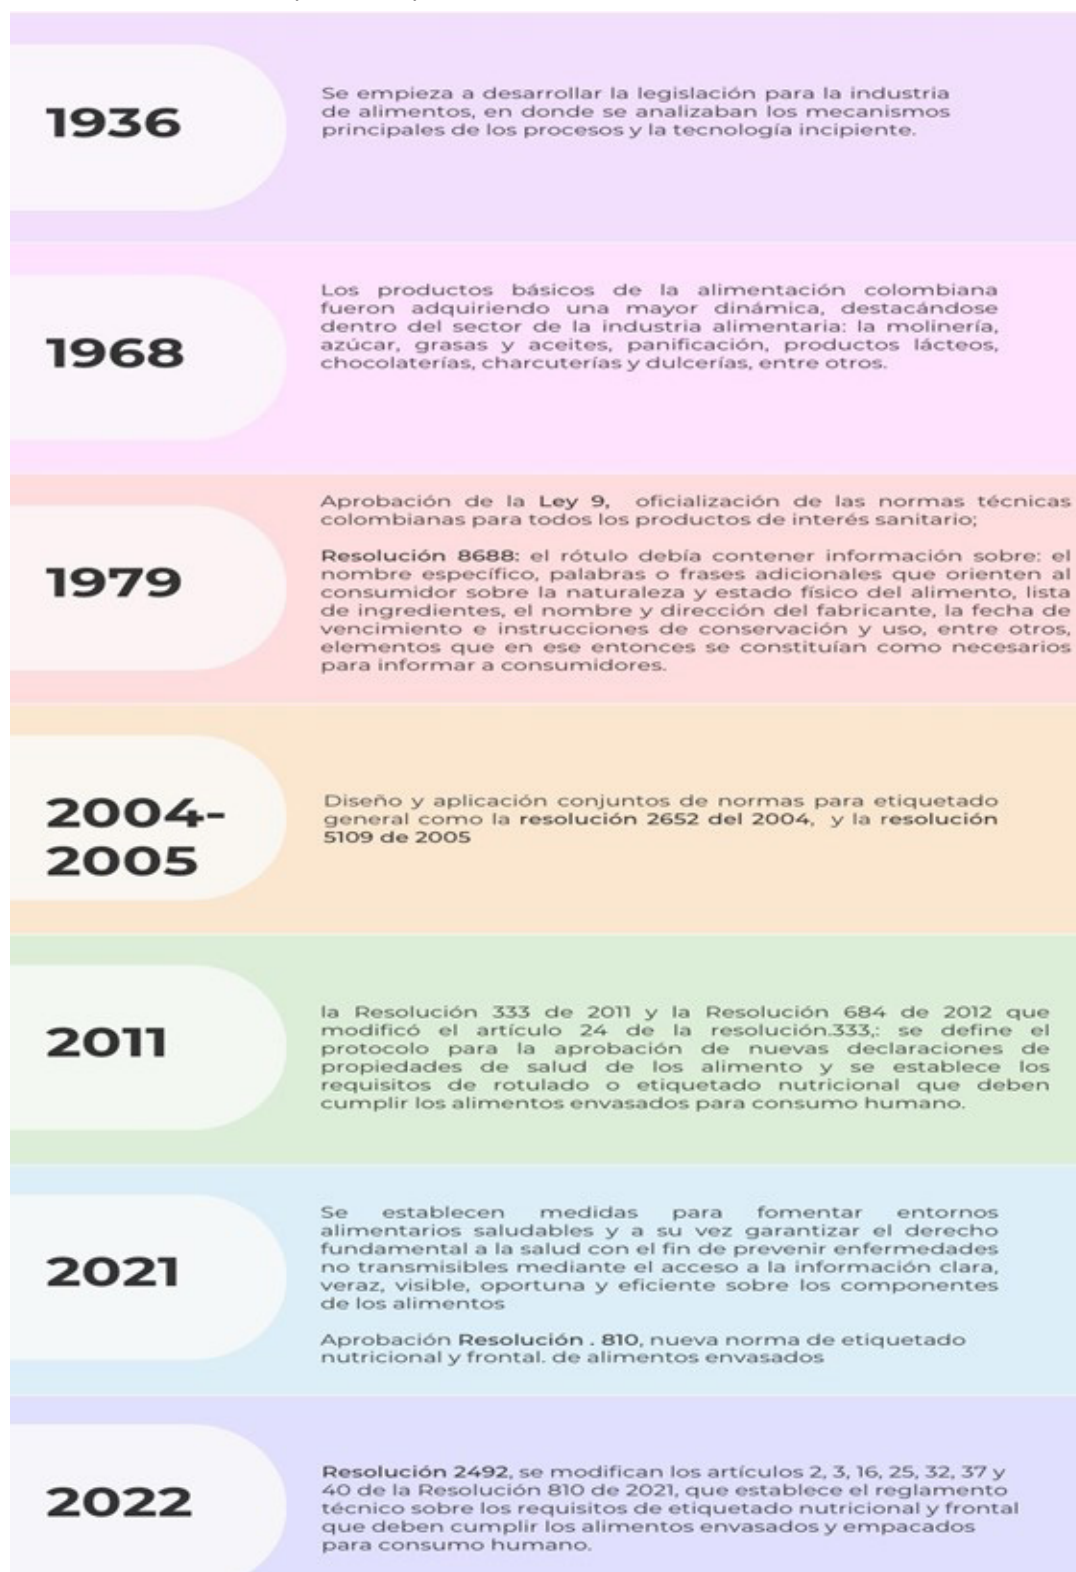 1936
Se empieza a desarrollar la legislación para la industria
de alimentos, en donde se analizaban los mecanismos
principales de los procesos y la tecnología incipiente.
1968
Los productos básicos de la alimentación colombiana
fueron adquiriendo una mayor dinámica, destacándose
dentro del sector de la industria alimentaria: la molinería,
azúcar, grasas y aceites, panificación, productos lácteos,
chocolaterías, charcuterías y dulcerías, entre otros.
1979
Aprobación de la Ley 9, oficialización de las normas técnicas
colombianas para todos los productos de interés sanitario;
Resolución 8688: el rótulo debía contener información sobre: el
nombre específico, palabras o frases adicionales que orienten al
consumidor sobre la naturaleza y estado físico del alimento, lista
de ingredientes, el nombre y dirección del fabricante, la fecha de
vencimiento e instrucciones de conservación y uso, entre otros,
elementos que en ese entonces se constituían como necesarios
para informar a consumidores.
2004-
2005
Diseño y aplicación conjuntos de normas para etiquetado
general como la resolución 2652 del 2004, y la resolución
5109 de 2005
2011
la Resolución 333 de 2011 y la Resolución 684 de 2012 que
modificó el artículo 24 de la resolución.333,: se define el
protocolo para la aprobación de nuevas declaraciones de
propiedades de salud de los alimento y se establece los
requisitos de rotulado o etiquetado nutricional que deben
cumplir los alimentos envasados para consumo humano.
2021
Se establecen medidas para fomentar entornos
alimentarios saludables y a su vez garantizar el derecho
fundamental a la salud con el fin de prevenir enfermedades
no transmisibles mediante el acceso a la información clara,
veraz, visible, oportuna y eficiente sobre los componentes
de los alimentos
Aprobación Resolución . 810, nueva norma de etiquetado
nutricional y frontal. de alimentos envasados
2022
Resolución 2492, se modifican los artículos 2, 3, 16, 25, 32, 37 y
40 de la Resolución 810 de 2021, que establece el reglamento
técnico sobre los requisitos de etiquetado nutricional y frontal
que deben cumplir los alimentos envasados y empacados
para consumo humano.